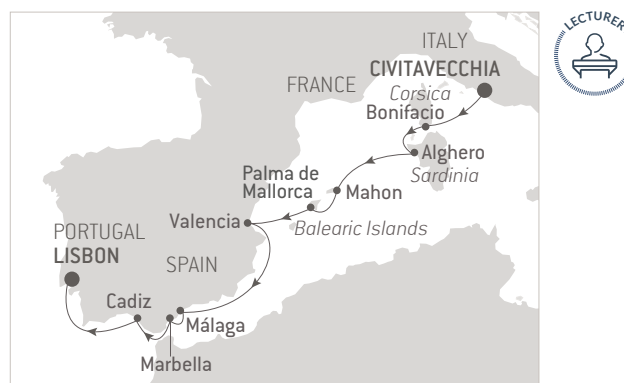 LECTURER
ITALY
CIVITAVECCHIA
FRANCE
Corsica
Bonifacio
Alghero
Sardinia
Palma de
Mallorca
Mahon
Valencia
Balearic Islands
PORTUGAL
LISBON
SPAIN
Cadiz
Málaga
Marbella